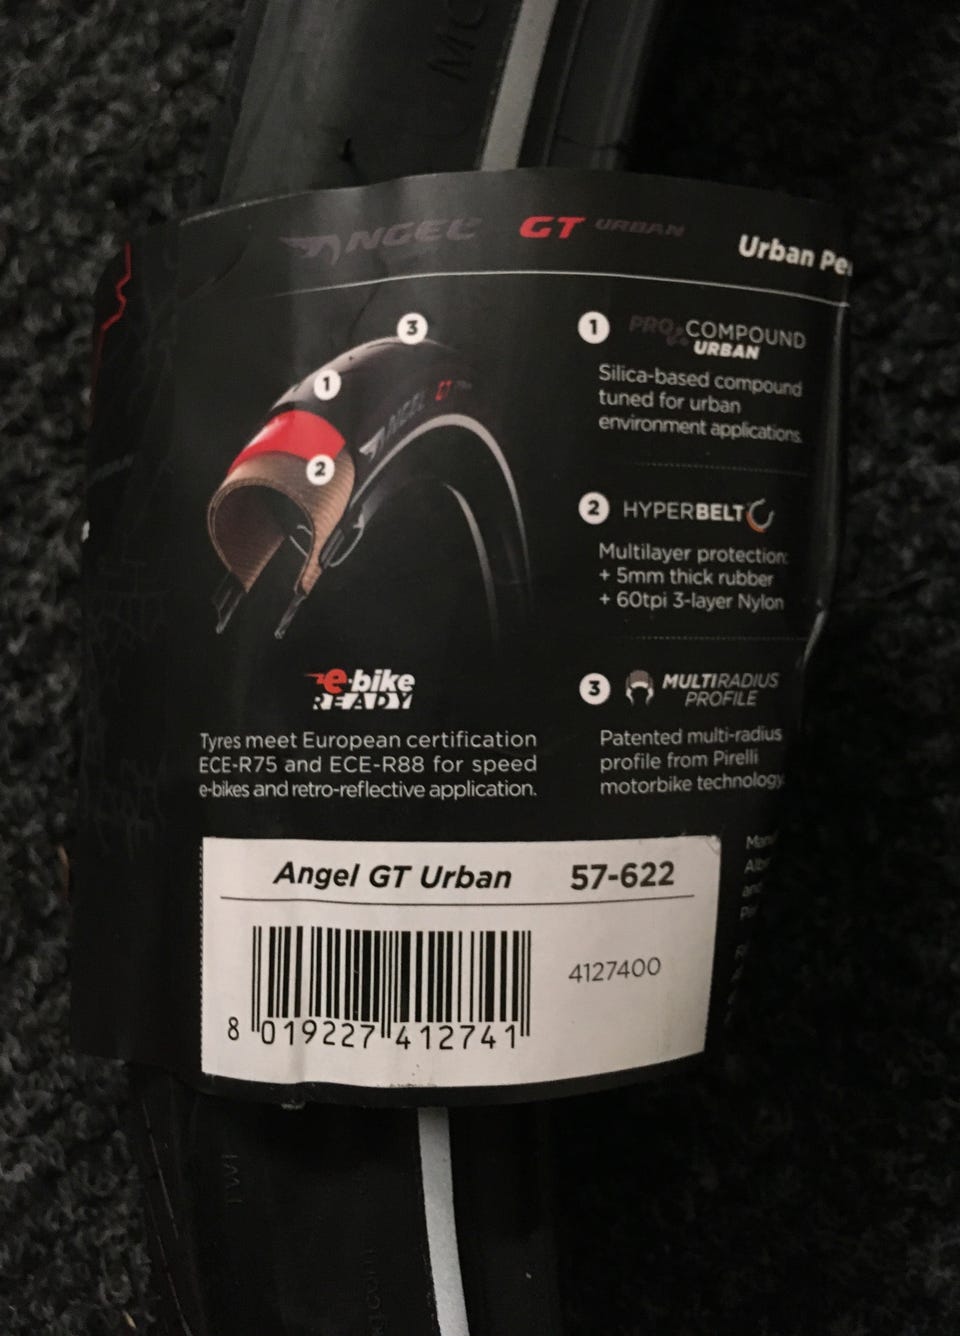 ANGEL GT URBAN
Urban Pe
3
1
2
ANGEL GT
1 PRO COMPOUND
URBAN
Silica-based compound
tuned for urban
environment applications.
2 HYPERBELT
Multilayer protection:
+ 5mm thick rubber
+ 60tpi 3-layer Nylon
3 MULTIRADIUS
PROFILE
Patented multi-radius
profile from Pirelli
motorbike technology
e-bike
READY
Tyres meet European certification
ECE-R75 and ECE-R88 for speed
e-bikes and retro-reflective application.
Angel GT Urban 57-622
4127400
8 019227 412741
TWI